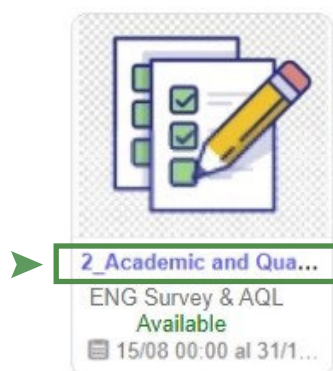 2_Academic and Qua...
ENG Survey & AQL
Available
15/08 00:00 al 31/1...